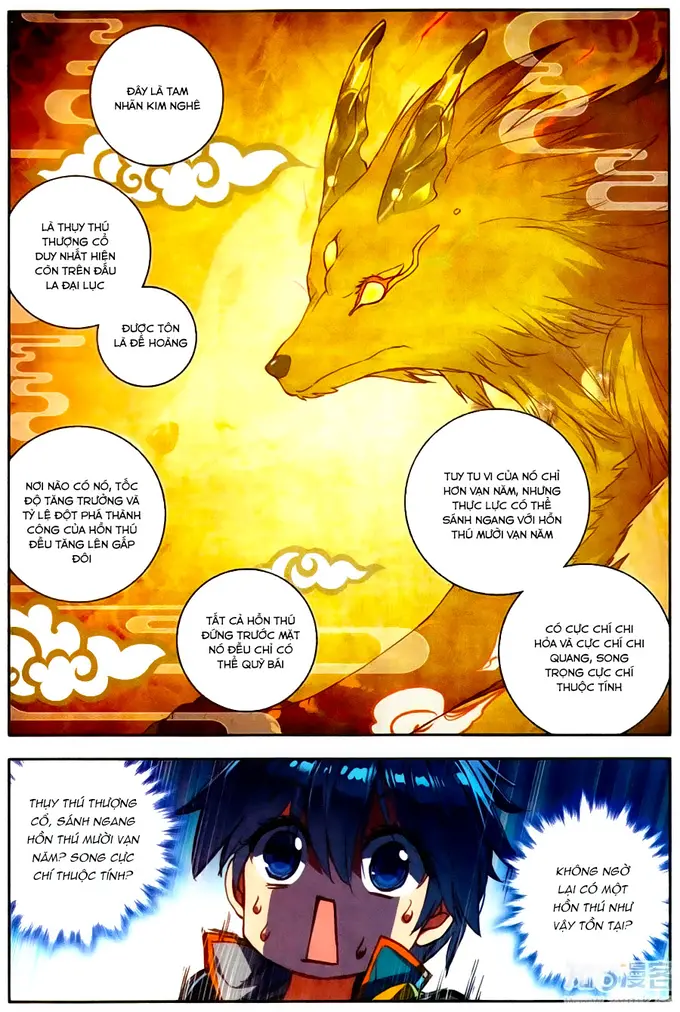 ĐÂY LÀ TAM
NHÃN KIM NGHÊ
LÀ THỤY THÚ
THƯỢNG CỔ
DUY NHẤT HIỆN
CÒN TRÊN ĐẤU
LA ĐẠI LỤC
ĐƯỢC TÔN
LÀ ĐẾ HOÀNG
NƠI NÀO CÓ NÓ, TỐC
ĐỘ TĂNG TRƯỞNG VÀ
TỶ LỆ ĐỘT PHÁ THÀNH
CÔNG CỦA HỒN THÚ
ĐỀU TĂNG LÊN GẤP
ĐÔI
TUY TU VI CỦA NÓ CHỈ
HƠN VẠN NĂM, NHƯNG
THỰC LỰC CÓ THỂ
SÁNH NGANG VỚI HỒN
THÚ MƯỜI VẠN NĂM
TẤT CẢ HỒN THÚ
ĐỨNG TRƯỚC MẶT
NÓ ĐỀU CHỈ CÓ
THỂ QUỲ BÁI
CÓ CỰC CHÍ CHI
HỎA VÀ CỰC CHÍ CHI
QUANG, SONG
TRỌNG CỰC CHÍ
THUỘC TÍNH
THỤY THÚ THƯỢNG
CỔ, SÁNH NGANG
HỒN THÚ MƯỜI VẠN
NĂM? SONG CỰC
CHÍ THUỘC TÍNH?
KHÔNG NGỜ
LẠI CÓ MỘT
HỒN THÚ NHƯ
VẬY TỒN TẠI?